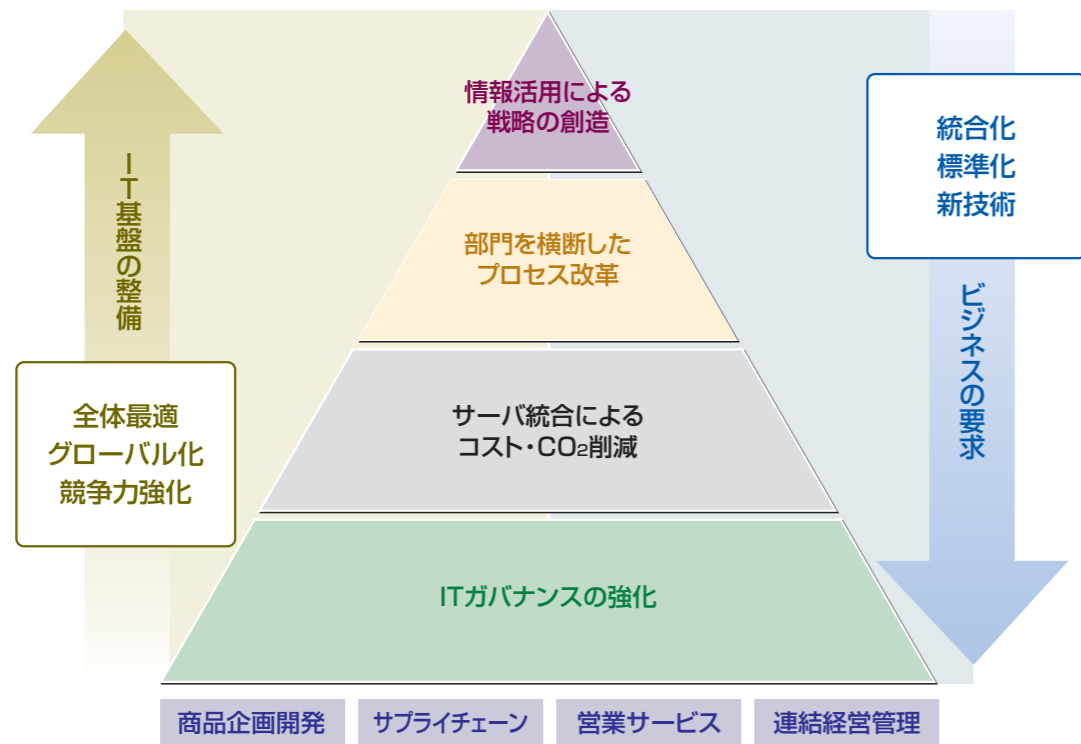 情報活用による
戦略の創造
統合化
標準化
新技術
IT基盤の整備
部門を横断した
プロセス改革
ビジネスの要求
全体最適
グローバル化
競争力強化
サーバ統合による
コスト・CO₂削減
ITガバナンスの強化
商品企画開発
サプライチェーン
営業サービス
連結経営管理